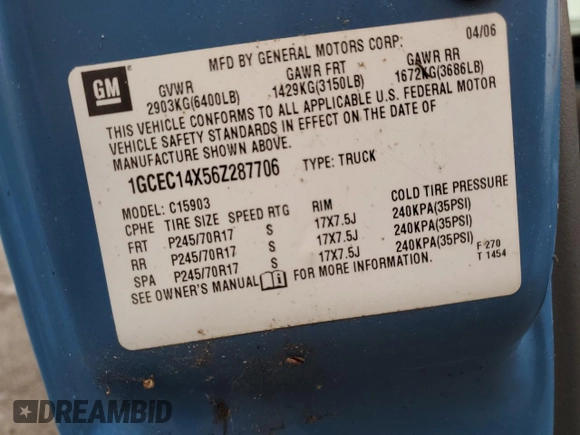 04/06
MFD BY GENERAL MOTORS CORP.
GM
GVWR GAWR FRT GAWR RR
2903KG(6400LB) 1429KG(3150LB) 1672KG(3686LB)
THIS VEHICLE CONFORMS TO ALL APPLICABLE U.S. FEDERAL MOTOR
VEHICLE SAFETY STANDARDS IN EFFECT ON THE DATE OF
MANUFACTURE SHOWN ABOVE.
1GCEC14X56Z287706 TYPE: TRUCK
MODEL: C15903
CPHE TIRE SIZE SPEED RTG RIM COLD TIRE PRESSURE
FRT P245/70R17 S 17X7.5J 240KPA(35PSI)
RR P245/70R17 S 17X7.5J 240KPA(35PSI)
SPA P245/70R17 S 17X7.5J 240KPA(35PSI)
SEE OWNER'S MANUAL FOR MORE INFORMATION.
F 270
T 1454
DREAMBID